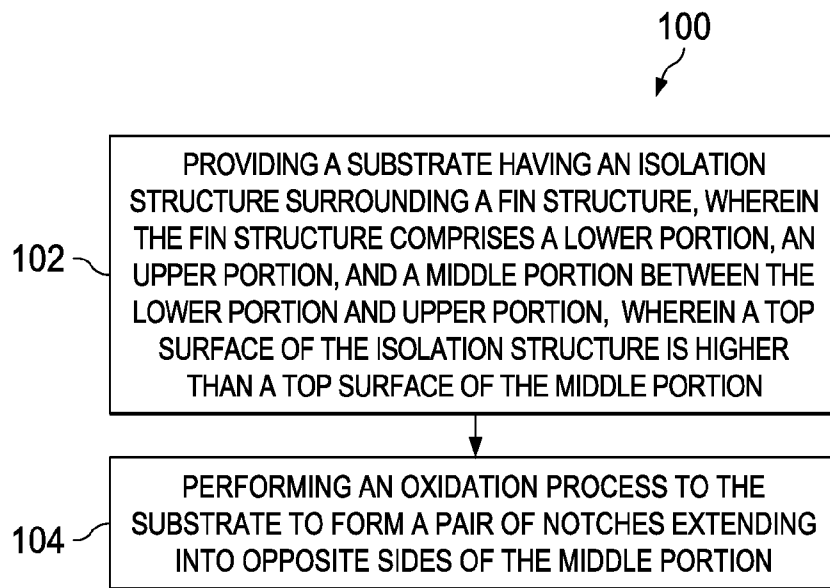 100
PROVIDING A SUBSTRATE HAVING AN ISOLATION
STRUCTURE SURROUNDING A FIN STRUCTURE, WHEREIN
THE FIN STRUCTURE COMPRISES A LOWER PORTION, AN
UPPER PORTION, AND A MIDDLE PORTION BETWEEN THE
LOWER PORTION AND UPPER PORTION, WHEREIN A TOP
SURFACE OF THE ISOLATION STRUCTURE IS HIGHER
THAN A TOP SURFACE OF THE MIDDLE PORTION
102
PERFORMING AN OXIDATION PROCESS TO THE
SUBSTRATE TO FORM A PAIR OF NOTCHES EXTENDING
INTO OPPOSITE SIDES OF THE MIDDLE PORTION
104